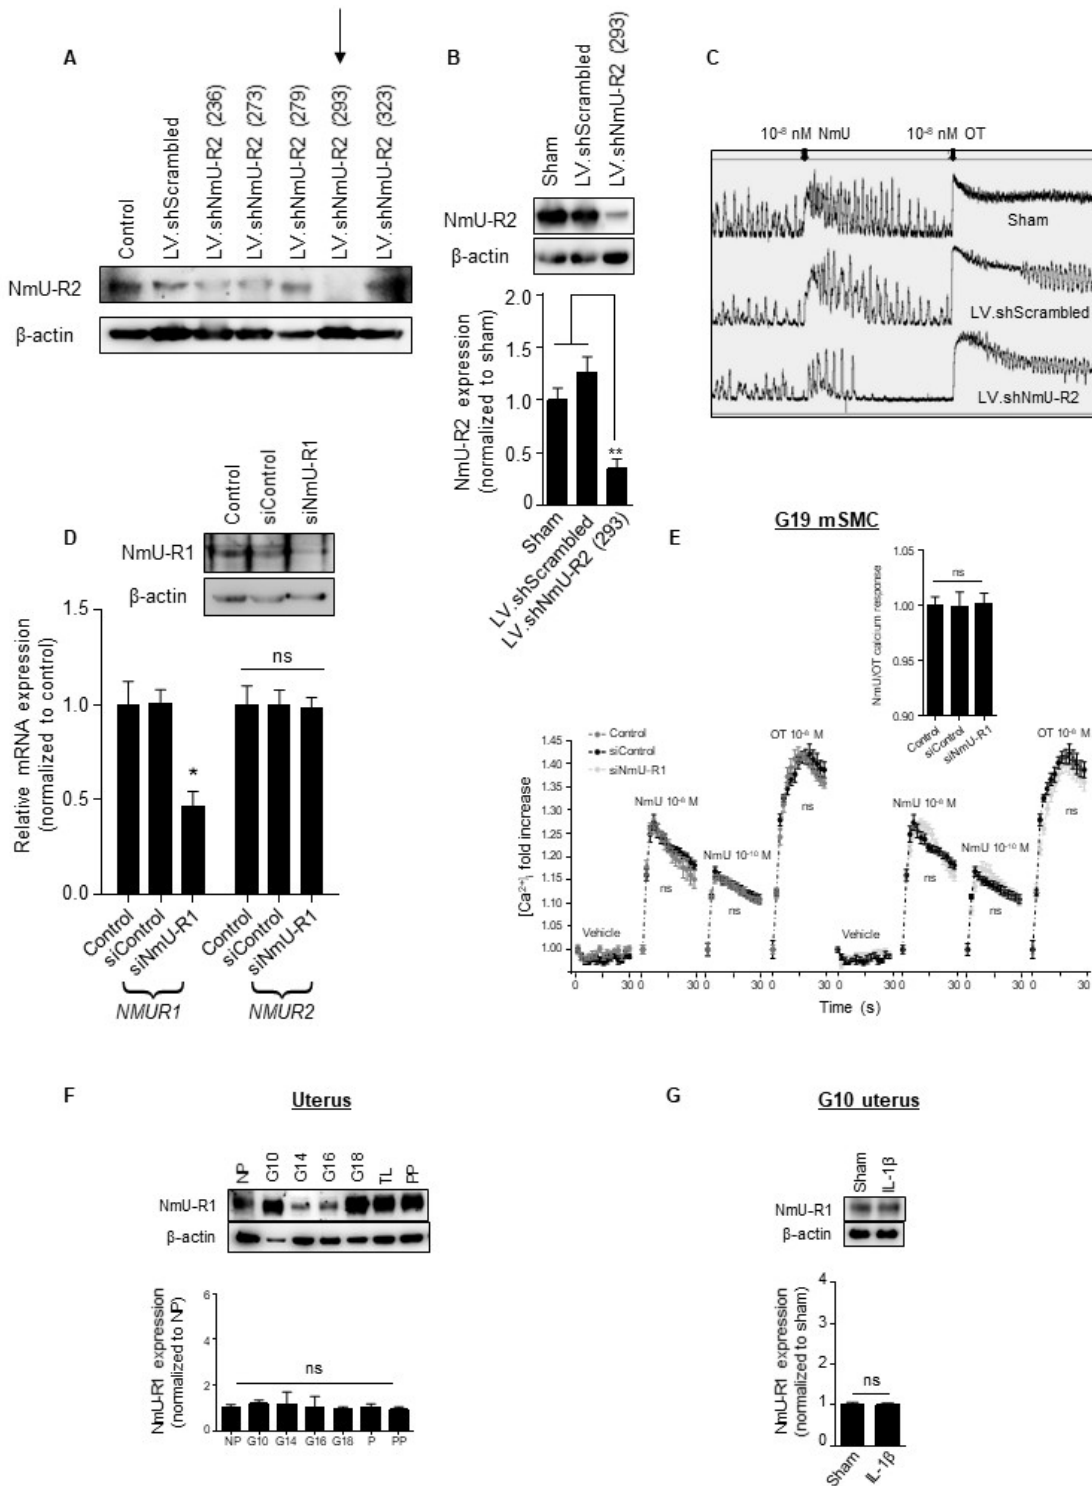 A
Control
LV.shScrambled
LV.shNmU-R2 (236)
LV.shNmU-R2 (273)
LV.shNmU-R2 (279)
LV.shNmU-R2 (293)
LV.shNmU-R2 (323)
NmU-R2
β-actin
B
Sham
LV.shScrambled
LV.shNmU-R2 (293)
NmU-R2
β-actin
NmU-R2 expression
(normalized to sham)
2.0
1.5
1.0
0.5
0
**
Sham
LV.shScrambled
LV.shNmU-R2 (293)
C
10⁻⁸ nM NmU
10⁻⁸ nM OT
Sham
LV.shScrambled
LV.shNmU-R2
D
Control
siControl
siNmU-R1
NmU-R1
β-actin
Relative mRNA expression
(normalized to control)
1.5
1.0
0.5
0.0
*
ns
Control
siControl
siNmU-R1
Control
siControl
siNmU-R1
NMUR1
NMUR2
G19 mSMC
E
NmU/OT calcium response
1.05
1.00
0.95
0.90
ns
Control
siControl
siNmU-R1
[Ca²⁺]ᵢ fold increase
1.45
1.40
1.35
1.30
1.25
1.20
1.15
1.10
1.05
1.00
Control
siControl
siNmU-R1
Vehicle
NmU 10⁻⁶ M
ns
NmU 10⁻¹⁰ M
ns
OT 10⁻⁶ M
ns
Vehicle
NmU 10⁻⁶ M
ns
NmU 10⁻¹⁰ M
ns
OT 10⁻⁶ M
ns
0 30 0 30 0 30 0 30 0 30 0 30 0 30 0 30
Time (s)
F
Uterus
NP
G10
G14
G16
G18
TL
PP
NmU-R1
β-actin
NmU-R1 expression
(normalized to NP)
6
4
2
0
ns
NP G10 G14 G16 G18 P PP
G
G10 uterus
Sham
IL-1β
NmU-R1
β-actin
NmU-R1 expression
(normalized to sham)
4
3
2
1
0
ns
Sham
IL-1β